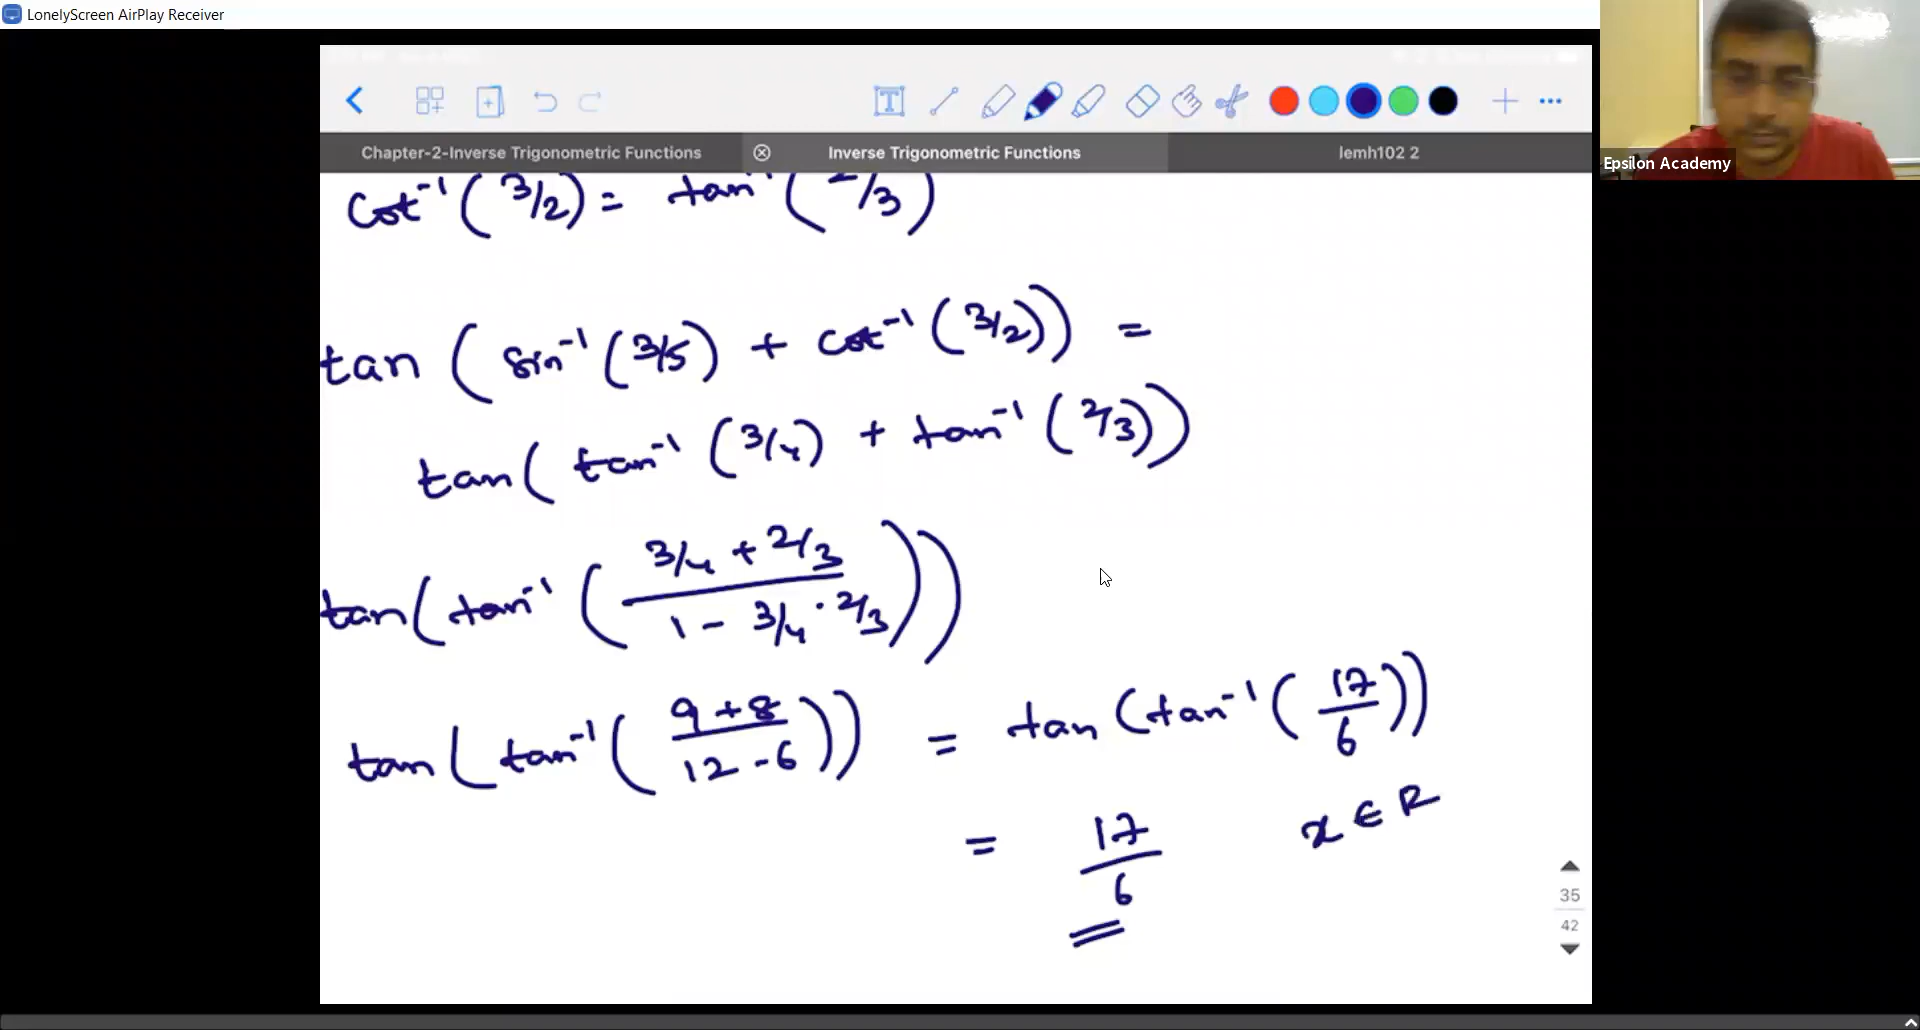 LonelyScreen AirPlay Receiver
Chapter-2-Inverse Trigonometric Functions
Inverse Trigonometric Functions
lemh102 2
Epsilon Academy
cot⁻¹(3/2) = tan⁻¹(2/3)
tan(sin⁻¹(3/5) + cot⁻¹(3/2)) =
tan(tan⁻¹(3/4) + tan⁻¹(2/3))
tan(tan⁻¹((3/4 + 2/3)/(1 - 3/4 · 2/3)))
tan(tan⁻¹((9+8)/(12-6))) = tan(tan⁻¹(17/6))
= 17/6 x ∈ R
35
42